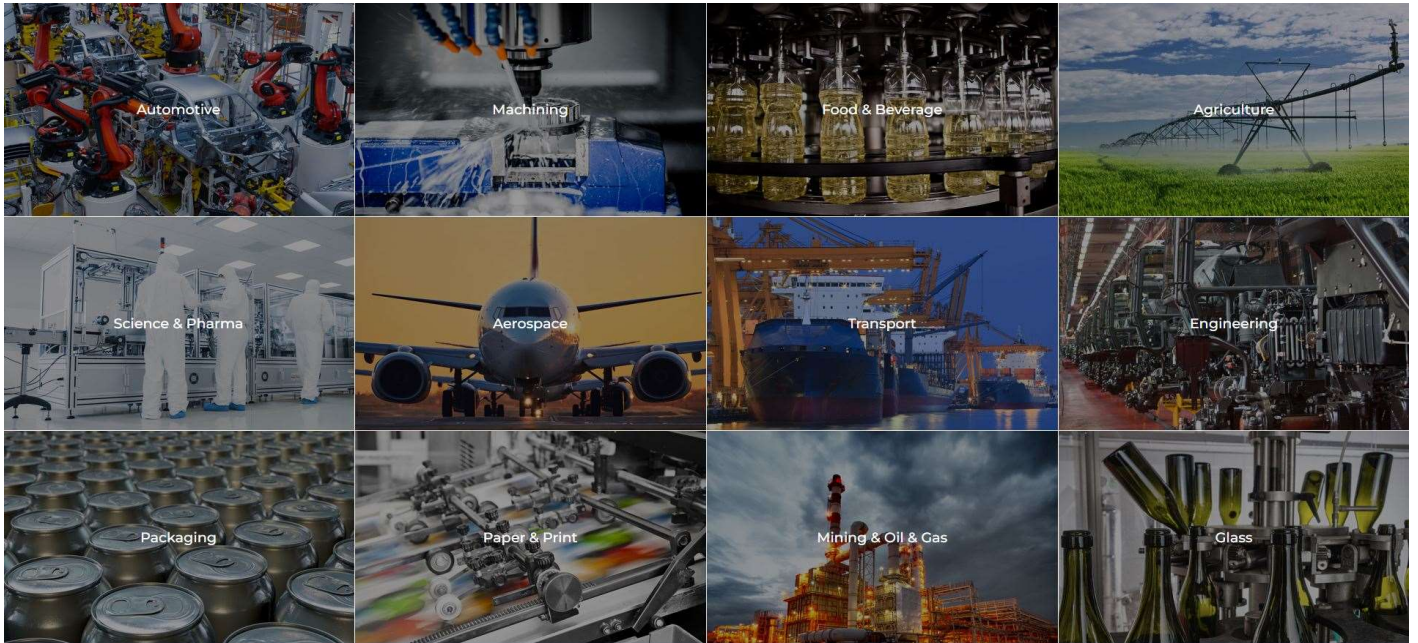 Automotive
Machining
Food & Beverage
Agriculture
Science & Pharma
Aerospace
Transport
Engineering
Packaging
Paper & Print
Mining & Oil & Gas
Glass